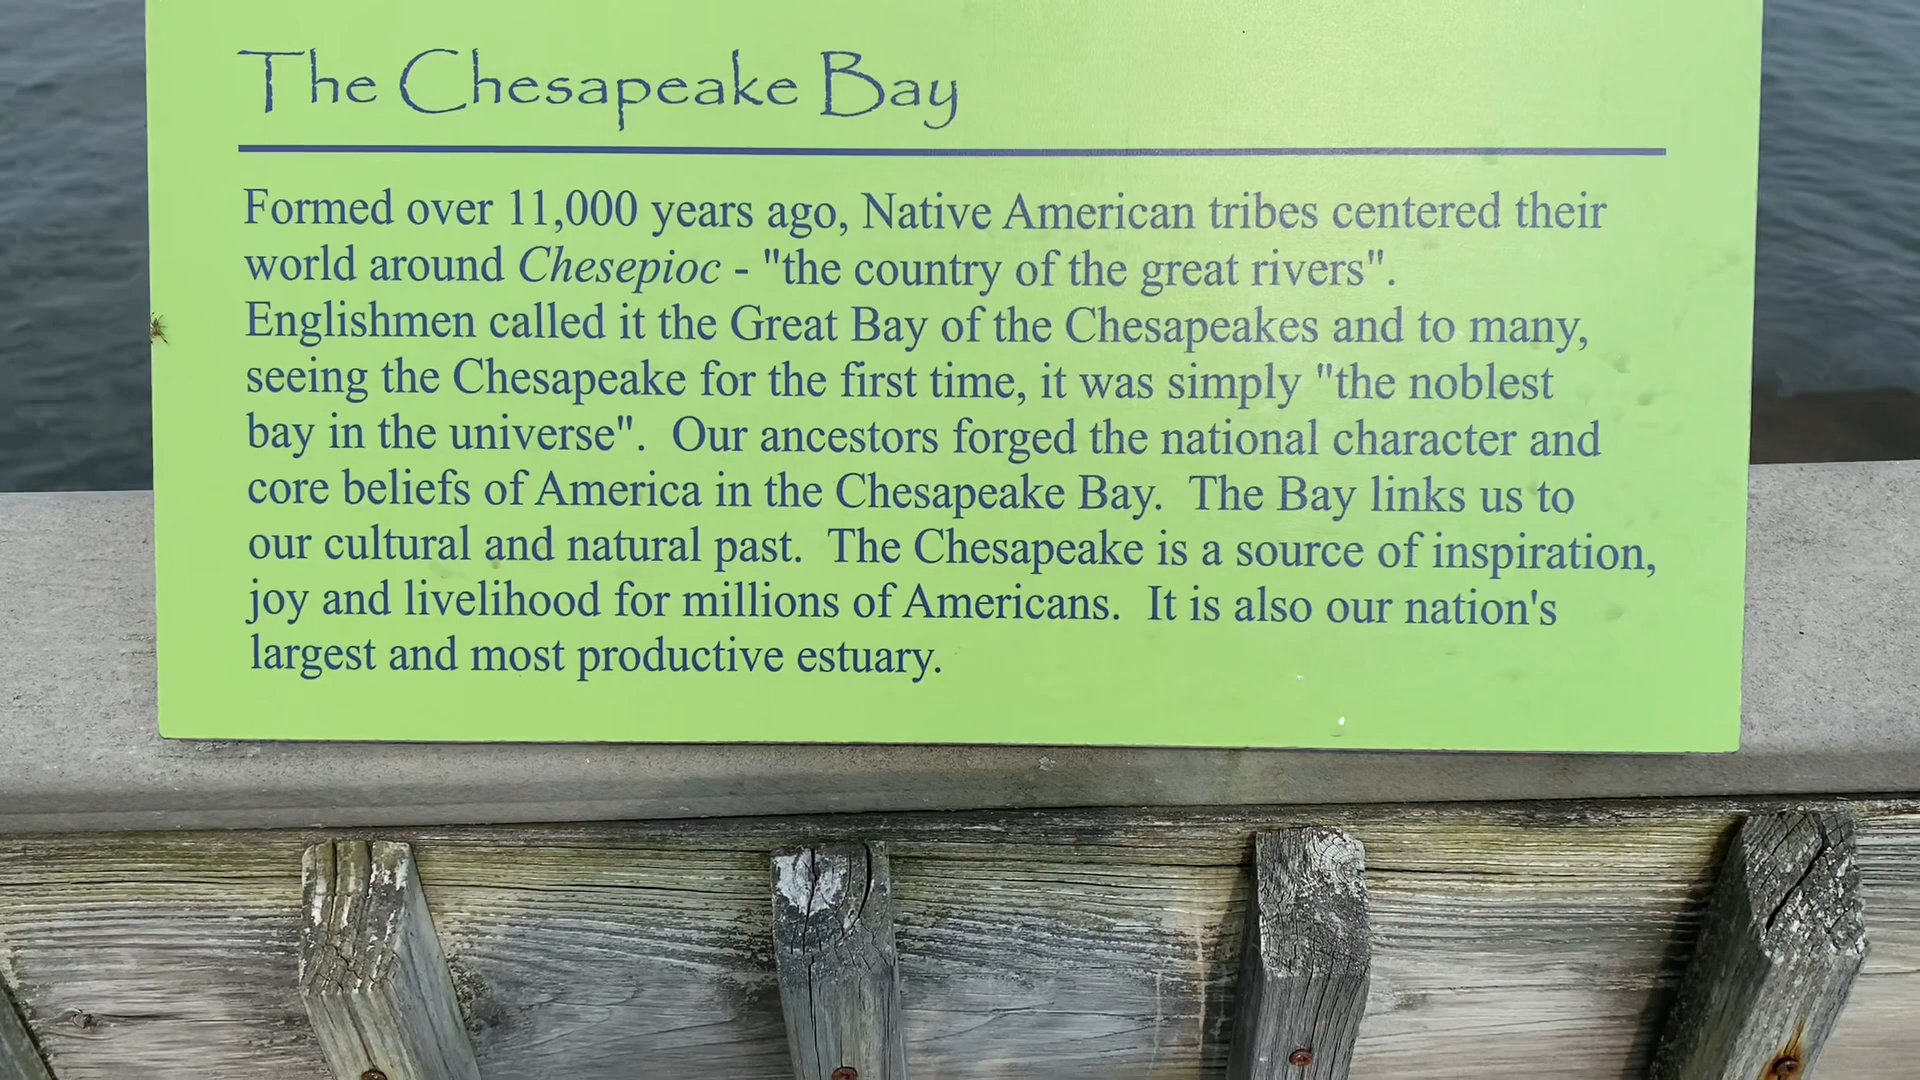 The Chesapeake Bay
Formed over 11,000 years ago, Native American tribes centered their
world around Chesepioc - "the country of the great rivers".
Englishmen called it the Great Bay of the Chesapeakes and to many,
seeing the Chesapeake for the first time, it was simply "the noblest
bay in the universe".  Our ancestors forged the national character and
core beliefs of America in the Chesapeake Bay.  The Bay links us to
our cultural and natural past.  The Chesapeake is a source of inspiration,
joy and livelihood for millions of Americans.  It is also our nation's
largest and most productive estuary.